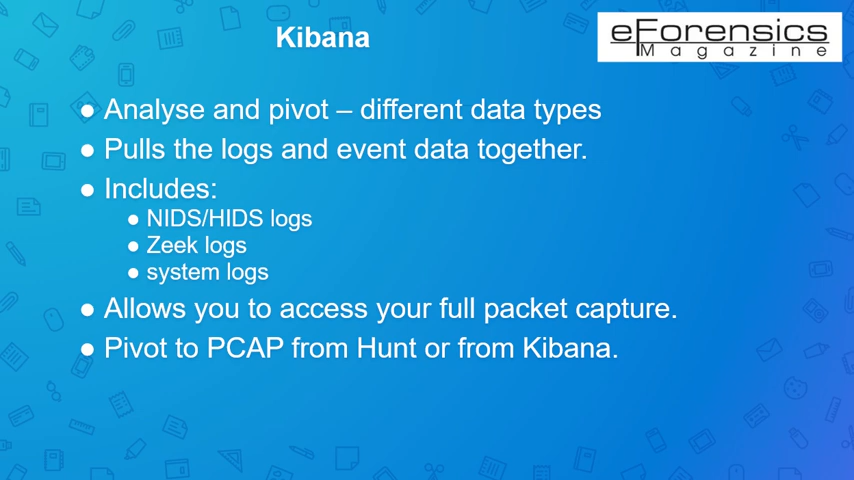 Kibana
eForensics
Magazine
● Analyse and pivot – different data types
● Pulls the logs and event data together.
● Includes:
● NIDS/HIDS logs
● Zeek logs
● system logs
● Allows you to access your full packet capture.
● Pivot to PCAP from Hunt or from Kibana.